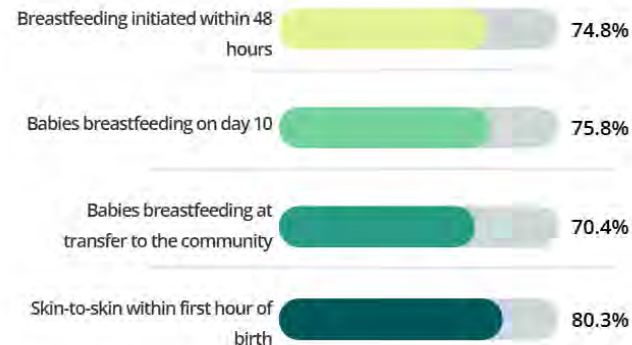 Breastfeeding initiated within 48
hours
74.8%
Babies breastfeeding on day 10
75.8%
Babies breastfeeding at
transfer to the community
70.4%
Skin-to-skin within first hour of
birth
80.3%